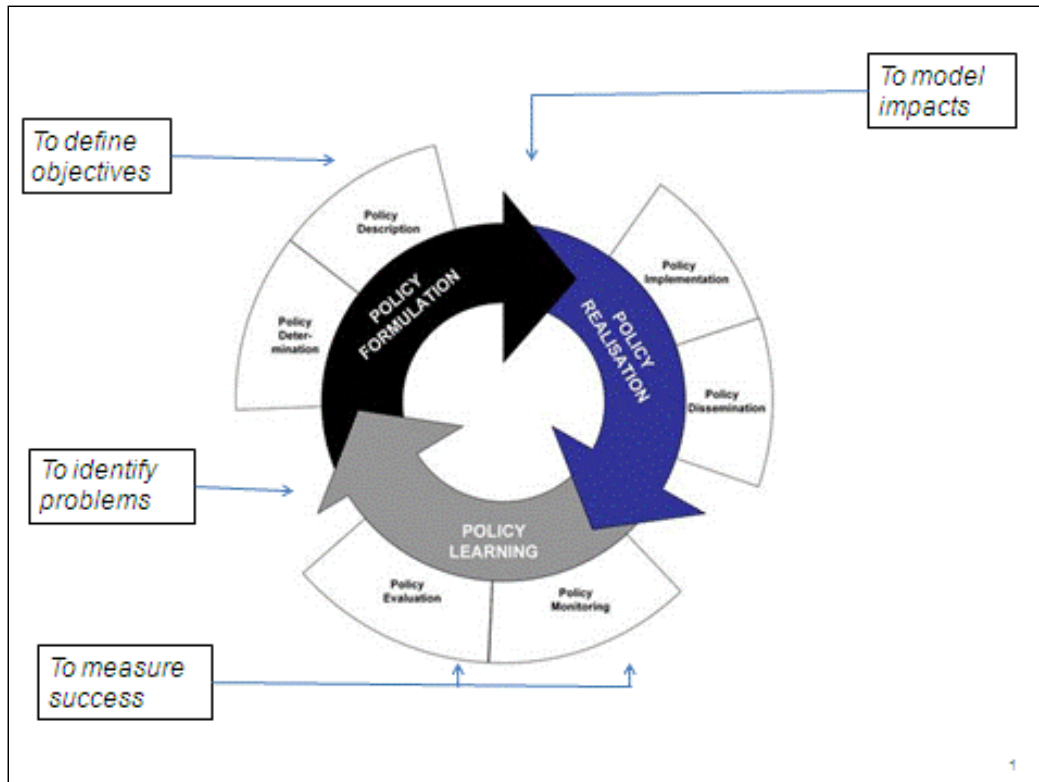 To model
impacts
To define
objectives
Policy
Description
POLICY
FORMULATION
Policy
Deter-
mination
POLICY
REALISATION
Policy
Implementation
Policy
Dissemination
To identify
problems
POLICY
LEARNING
Policy
Evaluation
Policy
Monitoring
To measure
success
1